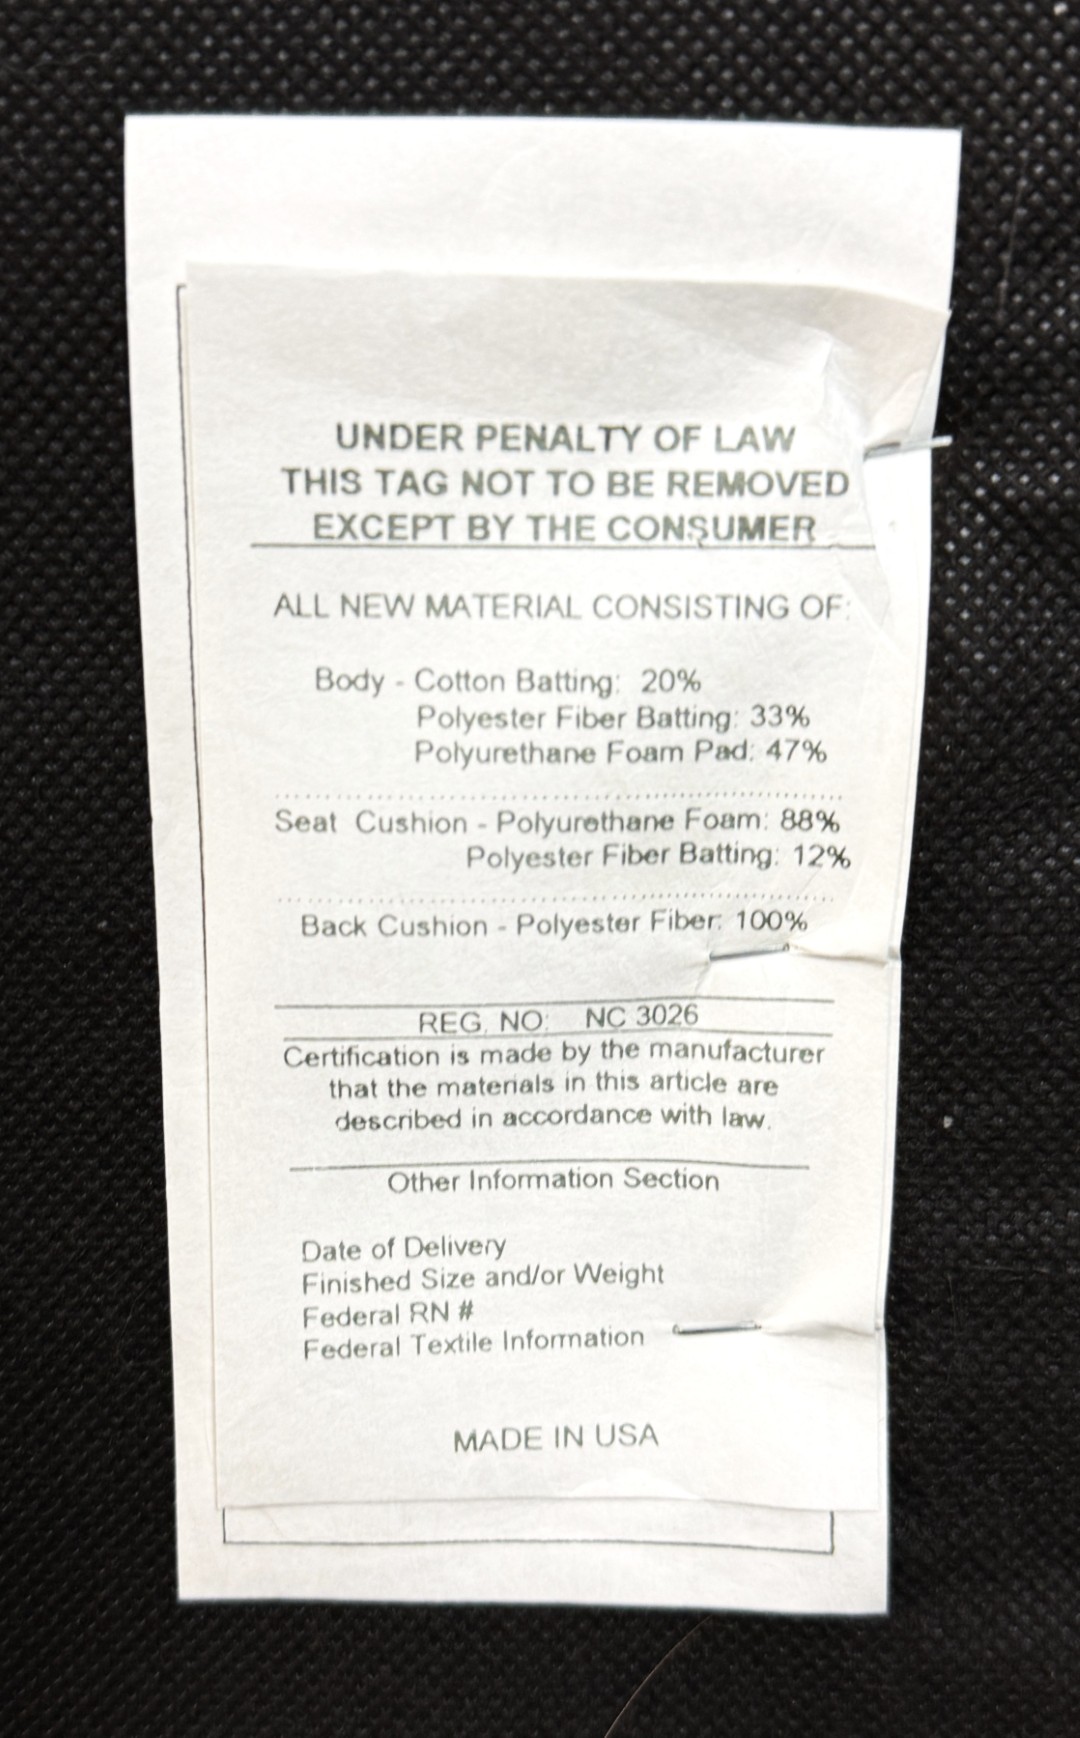 UNDER PENALTY OF LAW
THIS TAG NOT TO BE REMOVED
EXCEPT BY THE CONSUMER
ALL NEW MATERIAL CONSISTING OF:
Body - Cotton Batting: 20%
Polyester Fiber Batting: 33%
Polyurethane Foam Pad: 47%
Seat Cushion - Polyurethane Foam: 88%
Polyester Fiber Batting: 12%
Back Cushion - Polyester Fiber: 100%
REG. NO: NC 3026
Certification is made by the manufacturer
that the materials in this article are
described in accordance with law.
Other Information Section
Date of Delivery
Finished Size and/or Weight
Federal RN #
Federal Textile Information
MADE IN USA